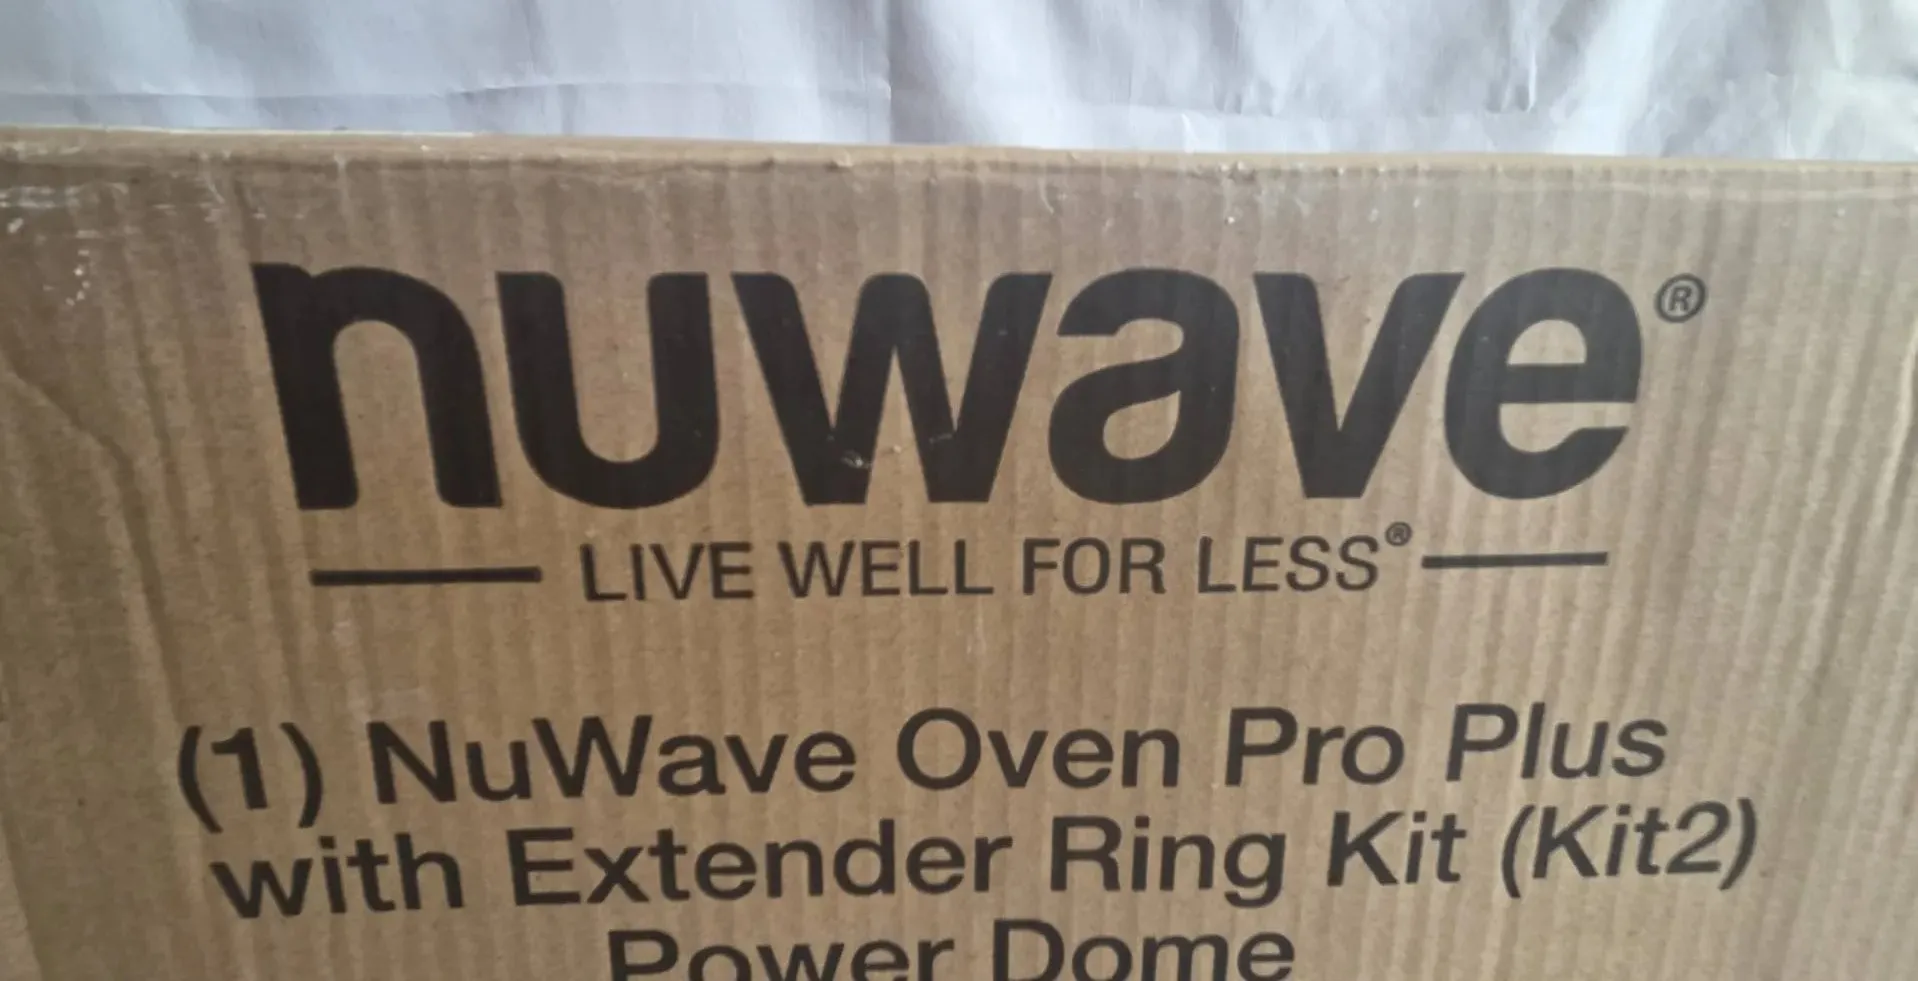 nuwave®
LIVE WELL FOR LESS®
(1) NuWave Oven Pro Plus
with Extender Ring Kit (Kit2)
Power Dome